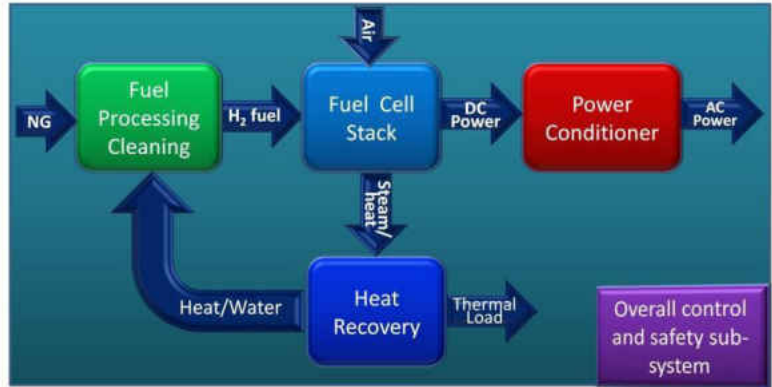 Air
Fuel
Processing
Cleaning
Fuel Cell
Stack
Power
Conditioner
NG
H₂ fuel
DC
Power
AC
Power
Steam/
heat
Heat/Water
Heat
Recovery
Thermal
Load
Overall control
and safety sub-
system